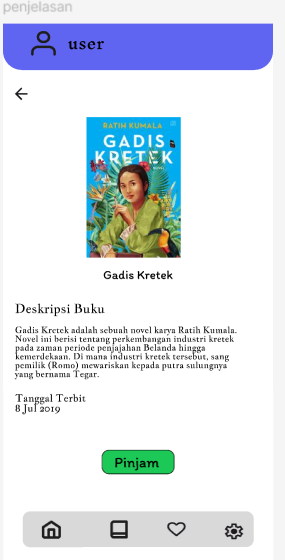 penjelasan
user
RATIH KUMALA
GADIS
KRETEK
NOVEL
Gadis Kretek
Deskripsi Buku
Gadis Kretek adalah sebuah novel karya Ratih Kumala.
Novel ini berisi tentang perkembangan industri kretek
pada zaman periode penjajahan Belanda hingga
kemerdekaan. Di mana industri kretek tersebut, sang
pemilik (Romo) mewariskan kepada putra sulungnya
yang bernama Tegar.
Tanggal Terbit
8 Jul 2019
Pinjam